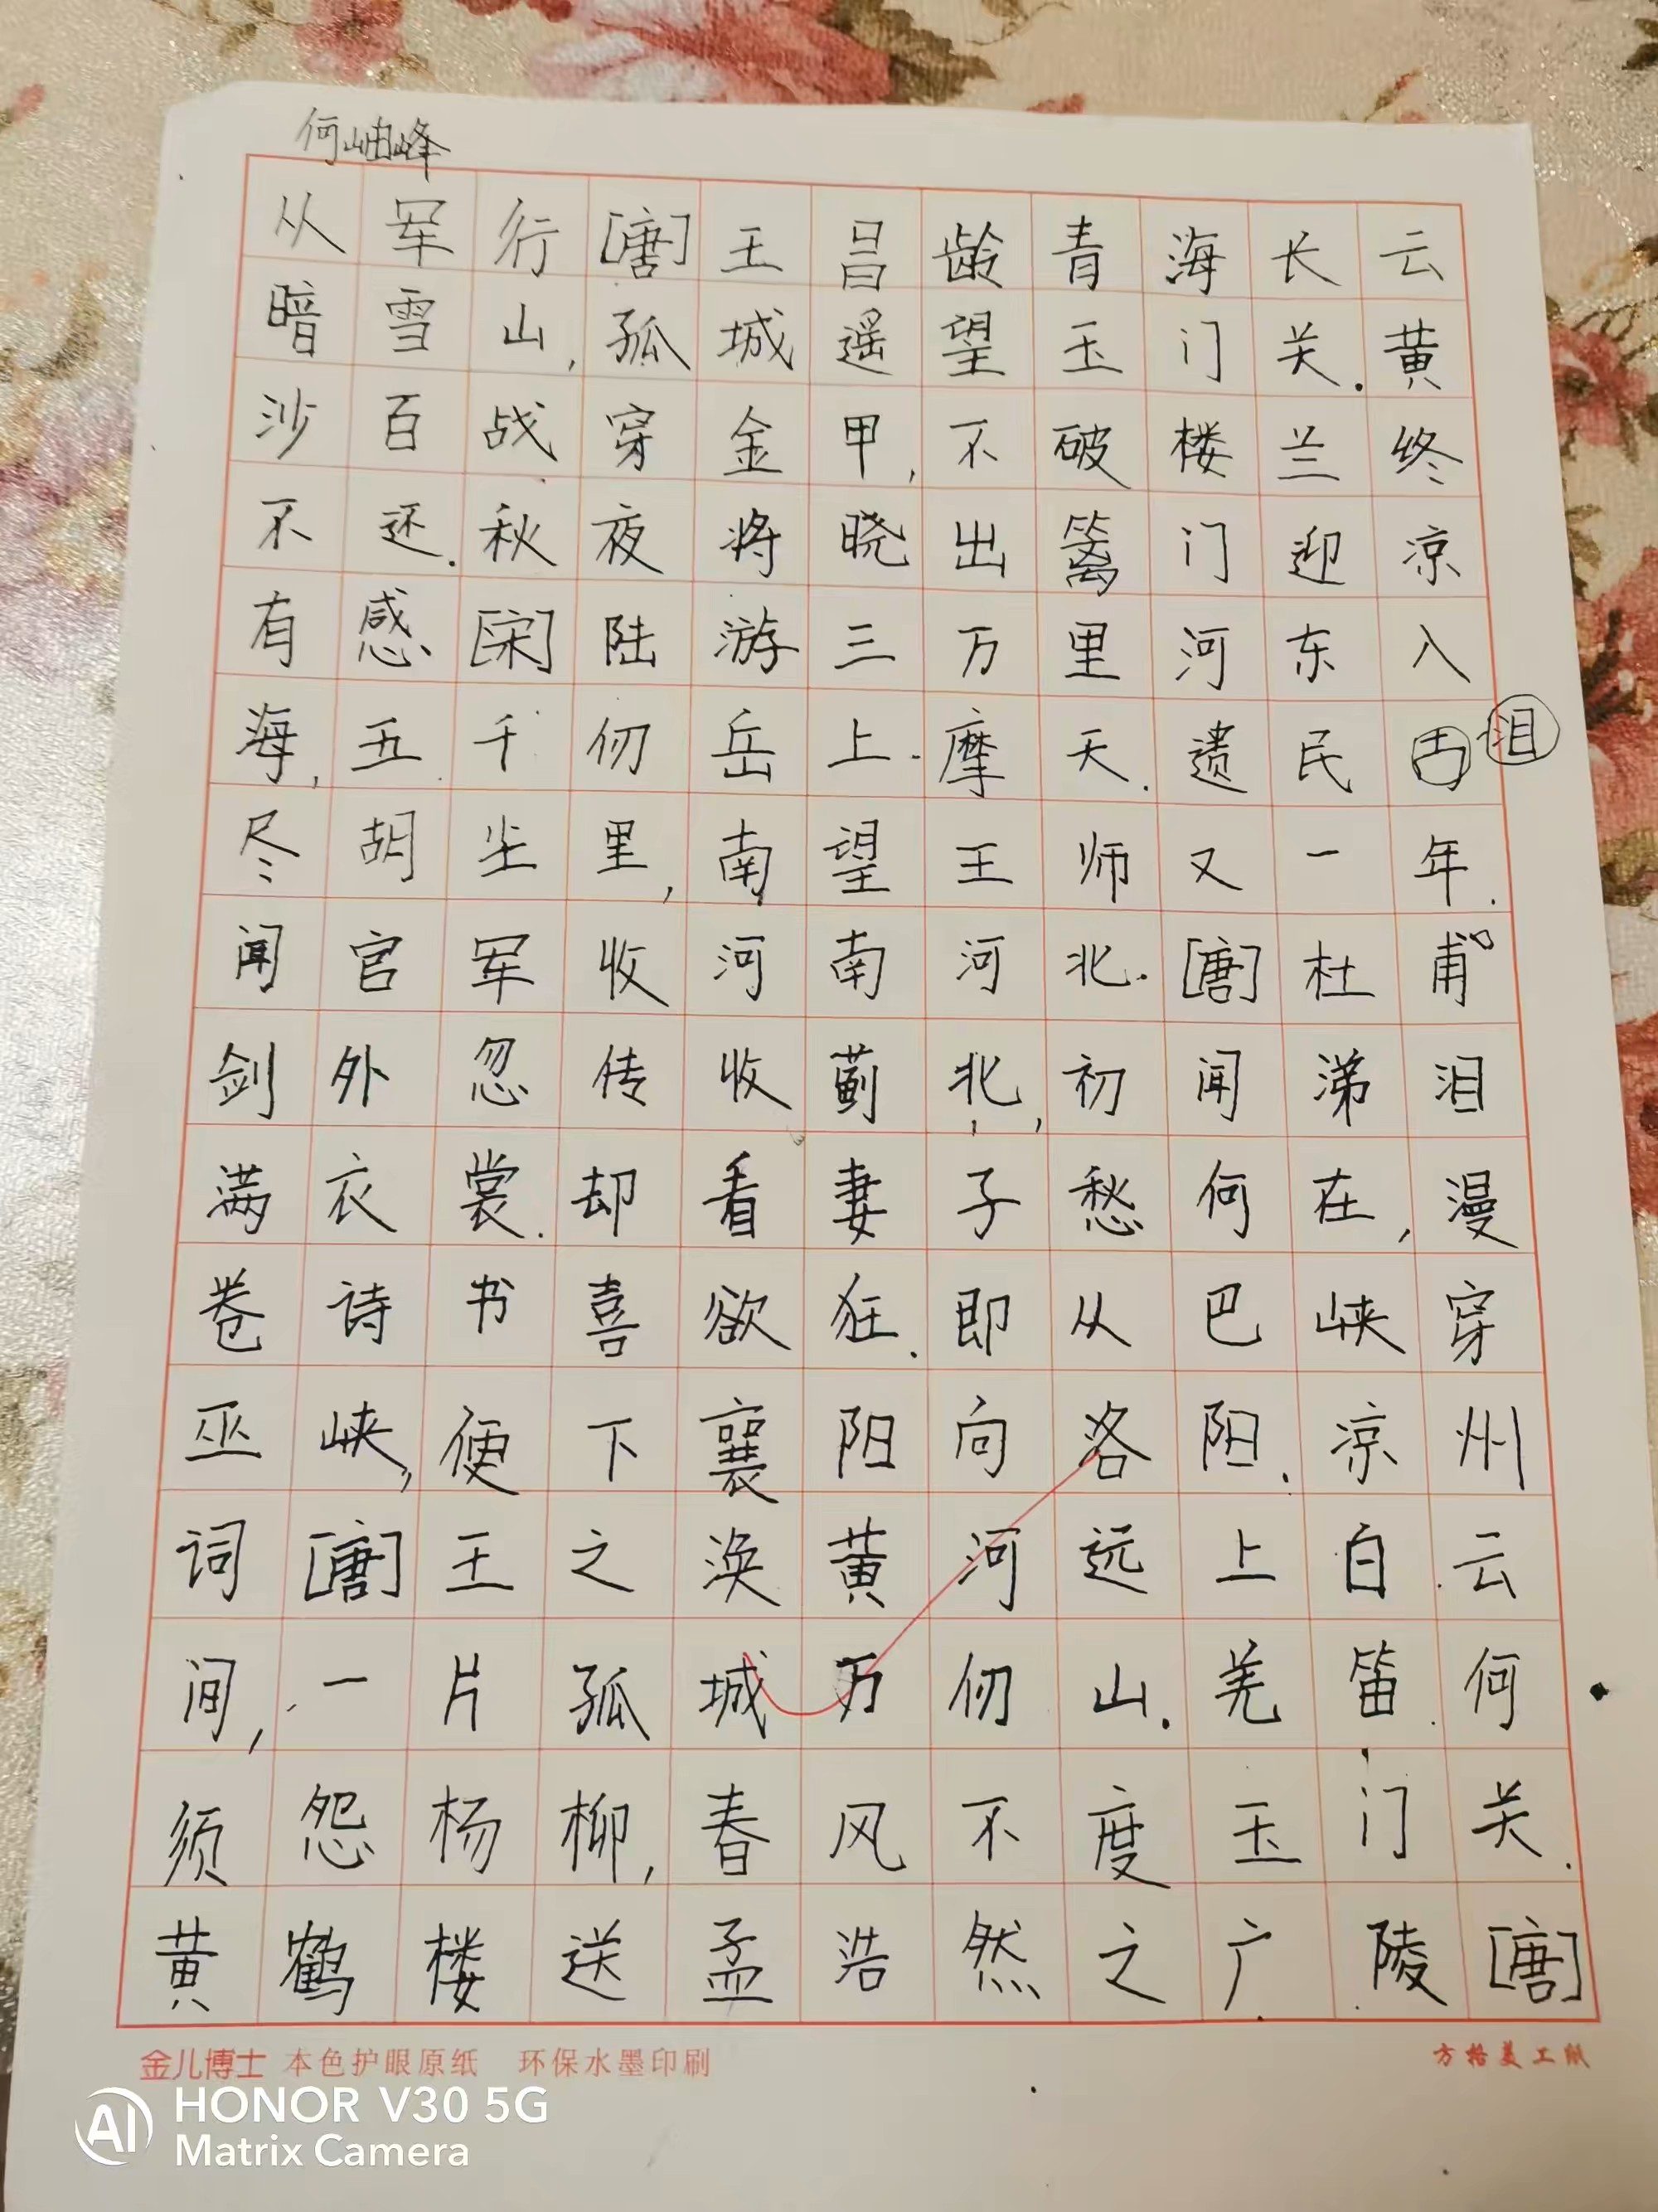 何岫峰
从军行[唐]王昌龄青海长云
暗雪山,孤城遥望玉门关.黄
沙百战穿金甲,不破楼兰终
不还.秋夜将晓出篱门迎凉
有感[宋]陆游三万里河东入
海,五千仞岳上摩天.遗民 泪
尽胡尘里,南望王师又一年.
闻官军收河南河北.[唐]杜甫
剑外忽传收蓟北,初闻涕泪
满衣裳.却看妻子愁何在,漫
卷诗书喜欲狂.即从巴峡穿
巫峡,便下襄阳向洛阳.凉州
词[唐]王之涣黄河远上白云
间,一片孤城万仞山.羌笛何
须怨杨柳,春风不度玉门关.
黄鹤楼送孟浩然之广陵[唐]
金儿博士 本色护眼原纸 环保水墨印刷 方格美工纸
AI HONOR V30 5G
Matrix Camera